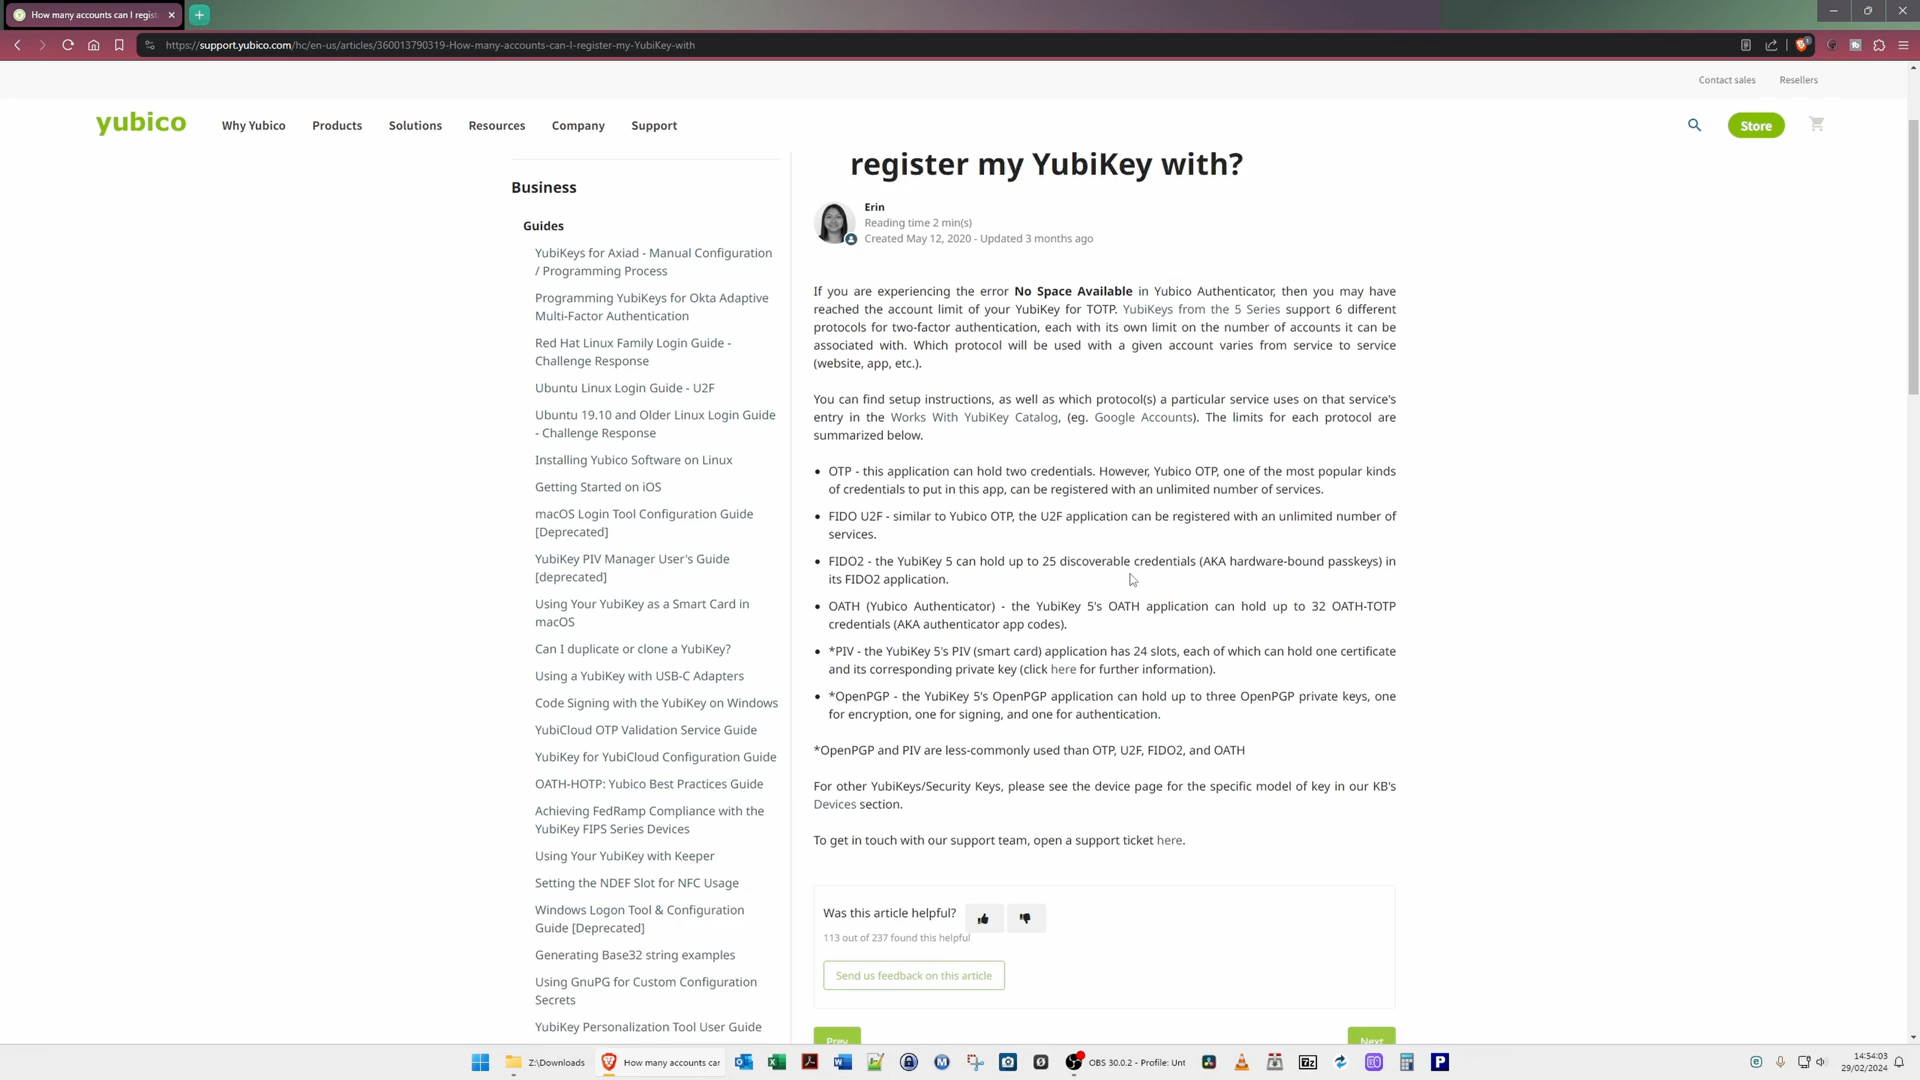 How many accounts can I regist
https://support.yubico.com/hc/en-us/articles/360013790319-How-many-accounts-can-I-register-my-YubiKey-with
Contact sales
Resellers
yubico
Why Yubico
Products
Solutions
Resources
Company
Support
Store
Business
Guides
YubiKeys for Axiad - Manual Configuration
/ Programming Process
Programming YubiKeys for Okta Adaptive
Multi-Factor Authentication
Red Hat Linux Family Login Guide -
Challenge Response
Ubuntu Linux Login Guide - U2F
Ubuntu 19.10 and Older Linux Login Guide
- Challenge Response
Installing Yubico Software on Linux
Getting Started on iOS
macOS Login Tool Configuration Guide
[Deprecated]
YubiKey PIV Manager User's Guide
[deprecated]
Using Your YubiKey as a Smart Card in
macOS
Can I duplicate or clone a YubiKey?
Using a YubiKey with USB-C Adapters
Code Signing with the YubiKey on Windows
YubiCloud OTP Validation Service Guide
YubiKey for YubiCloud Configuration Guide
OATH-HOTP: Yubico Best Practices Guide
Achieving FedRamp Compliance with the
YubiKey FIPS Series Devices
Using Your YubiKey with Keeper
Setting the NDEF Slot for NFC Usage
Windows Logon Tool & Configuration
Guide [Deprecated]
Generating Base32 string examples
Using GnuPG for Custom Configuration
Secrets
YubiKey Personalization Tool User Guide
register my YubiKey with?
Erin
Reading time 2 min(s)
Created May 12, 2020 - Updated 3 months ago
If you are experiencing the error No Space Available in Yubico Authenticator, then you may have
reached the account limit of your YubiKey for TOTP. YubiKeys from the 5 Series support 6 different
protocols for two-factor authentication, each with its own limit on the number of accounts it can be
associated with. Which protocol will be used with a given account varies from service to service
(website, app, etc.).
You can find setup instructions, as well as which protocol(s) a particular service uses on that service's
entry in the Works With YubiKey Catalog, (eg. Google Accounts). The limits for each protocol are
summarized below.
• OTP - this application can hold two credentials. However, Yubico OTP, one of the most popular kinds
of credentials to put in this app, can be registered with an unlimited number of services.
• FIDO U2F - similar to Yubico OTP, the U2F application can be registered with an unlimited number of
services.
• FIDO2 - the YubiKey 5 can hold up to 25 discoverable credentials (AKA hardware-bound passkeys) in
its FIDO2 application.
• OATH (Yubico Authenticator) - the YubiKey 5's OATH application can hold up to 32 OATH-TOTP
credentials (AKA authenticator app codes).
• *PIV - the YubiKey 5's PIV (smart card) application has 24 slots, each of which can hold one certificate
and its corresponding private key (click here for further information).
• *OpenPGP - the YubiKey 5's OpenPGP application can hold up to three OpenPGP private keys, one
for encryption, one for signing, and one for authentication.
*OpenPGP and PIV are less-commonly used than OTP, U2F, FIDO2, and OATH
For other YubiKeys/Security Keys, please see the device page for the specific model of key in our KB's
Devices section.
To get in touch with our support team, open a support ticket here.
Was this article helpful?
113 out of 237 found this helpful
Send us feedback on this article
Prev
Next
Z:\Downloads
How many accounts car
OBS 30.0.2 - Profile: Unt
14:54:03
29/02/2024